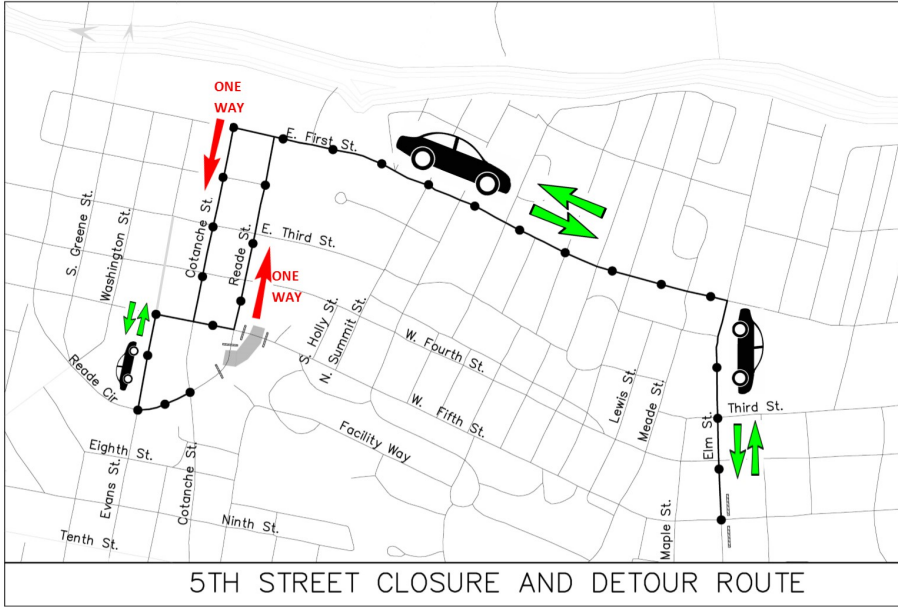 ONE
WAY
E. First St.
S. Greene St.
Washington St.
Cotanche St.
Reade St.
E. Third St.
ONE
WAY
S. Holly St.
N. Summit St.
W. Fourth St.
W. Fifth St.
Lewis St.
Meade St.
Third St.
Elm St.
Reade Cir
Facility Way
Eighth St.
Evans St.
Cotanche St.
Ninth St.
Tenth St.
Maple St.
5TH STREET CLOSURE AND DETOUR ROUTE